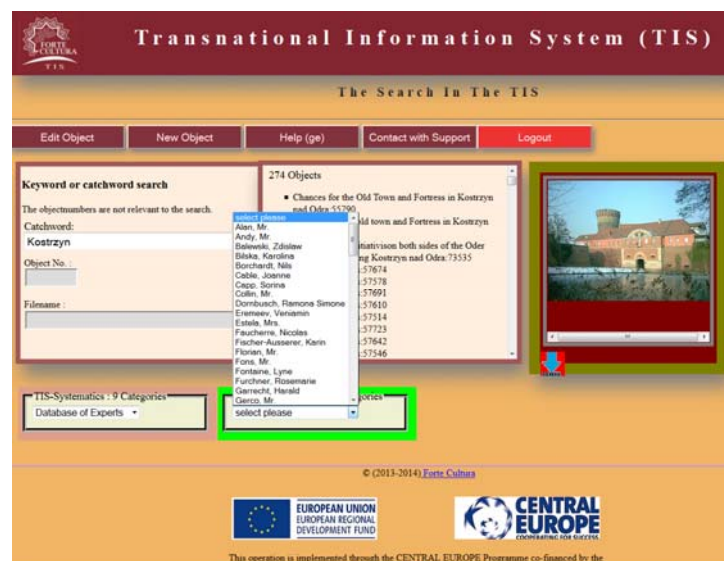 FORTE
CULTURA
TIS
Transnational Information System (TIS)
The Search In The TIS
Edit Object
New Object
Help (ge)
Contact with Support
Logout
Keyword or catchword search
The objectnumbers are not relevant to the search.
Catchword:
Kostrzyn
Object No. :
Filename :
274 Objects
Chances for the Old Town and Fortress in Kostrzyn
nad Odra:55790
ld town and Fortress in Kostrzyn
itiativison both sides of the Oder
ng Kostrzyn nad Odra:73535
:57674
:57578
:57691
:57610
:57514
:57723
:57642
:57546
select please
Alan, Mr.
Andy, Mr.
Balewski, Zdislaw
Bilska, Karolina
Borchardt, Nils
Cable, Joanne
Capp, Sorina
Collin, Mr.
Dornbusch, Ramona Simone
Eremeev, Veniamin
Estela, Mrs.
Faucherre, Nicolas
Fischer-Ausserer, Karin
Florian, Mr.
Fons, Mr.
Fontaine, Lyne
Furchner, Rosemarie
Garrecht, Harald
Gerco, Mr.
TIS-Systematics : 9 Categories
Database of Experts
ories
select please
© (2013-2014) Forte Cultura
EUROPEAN UNION
EUROPEAN REGIONAL
DEVELOPMENT FUND
CENTRAL
EUROPE
COOPERATING FOR SUCCESS.
This operation is implemented through the CENTRAL EUROPE Programme co-financed by the